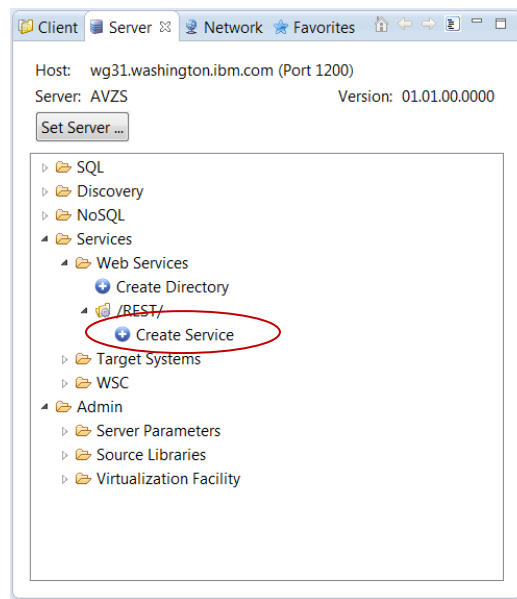 Client Server Network Favorites
Host: wg31.washington.ibm.com (Port 1200)
Server: AVZS Version: 01.01.00.0000
Set Server ...
SQL
Discovery
NoSQL
Services
Web Services
Create Directory
/REST/
Create Service
Target Systems
WSC
Admin
Server Parameters
Source Libraries
Virtualization Facility